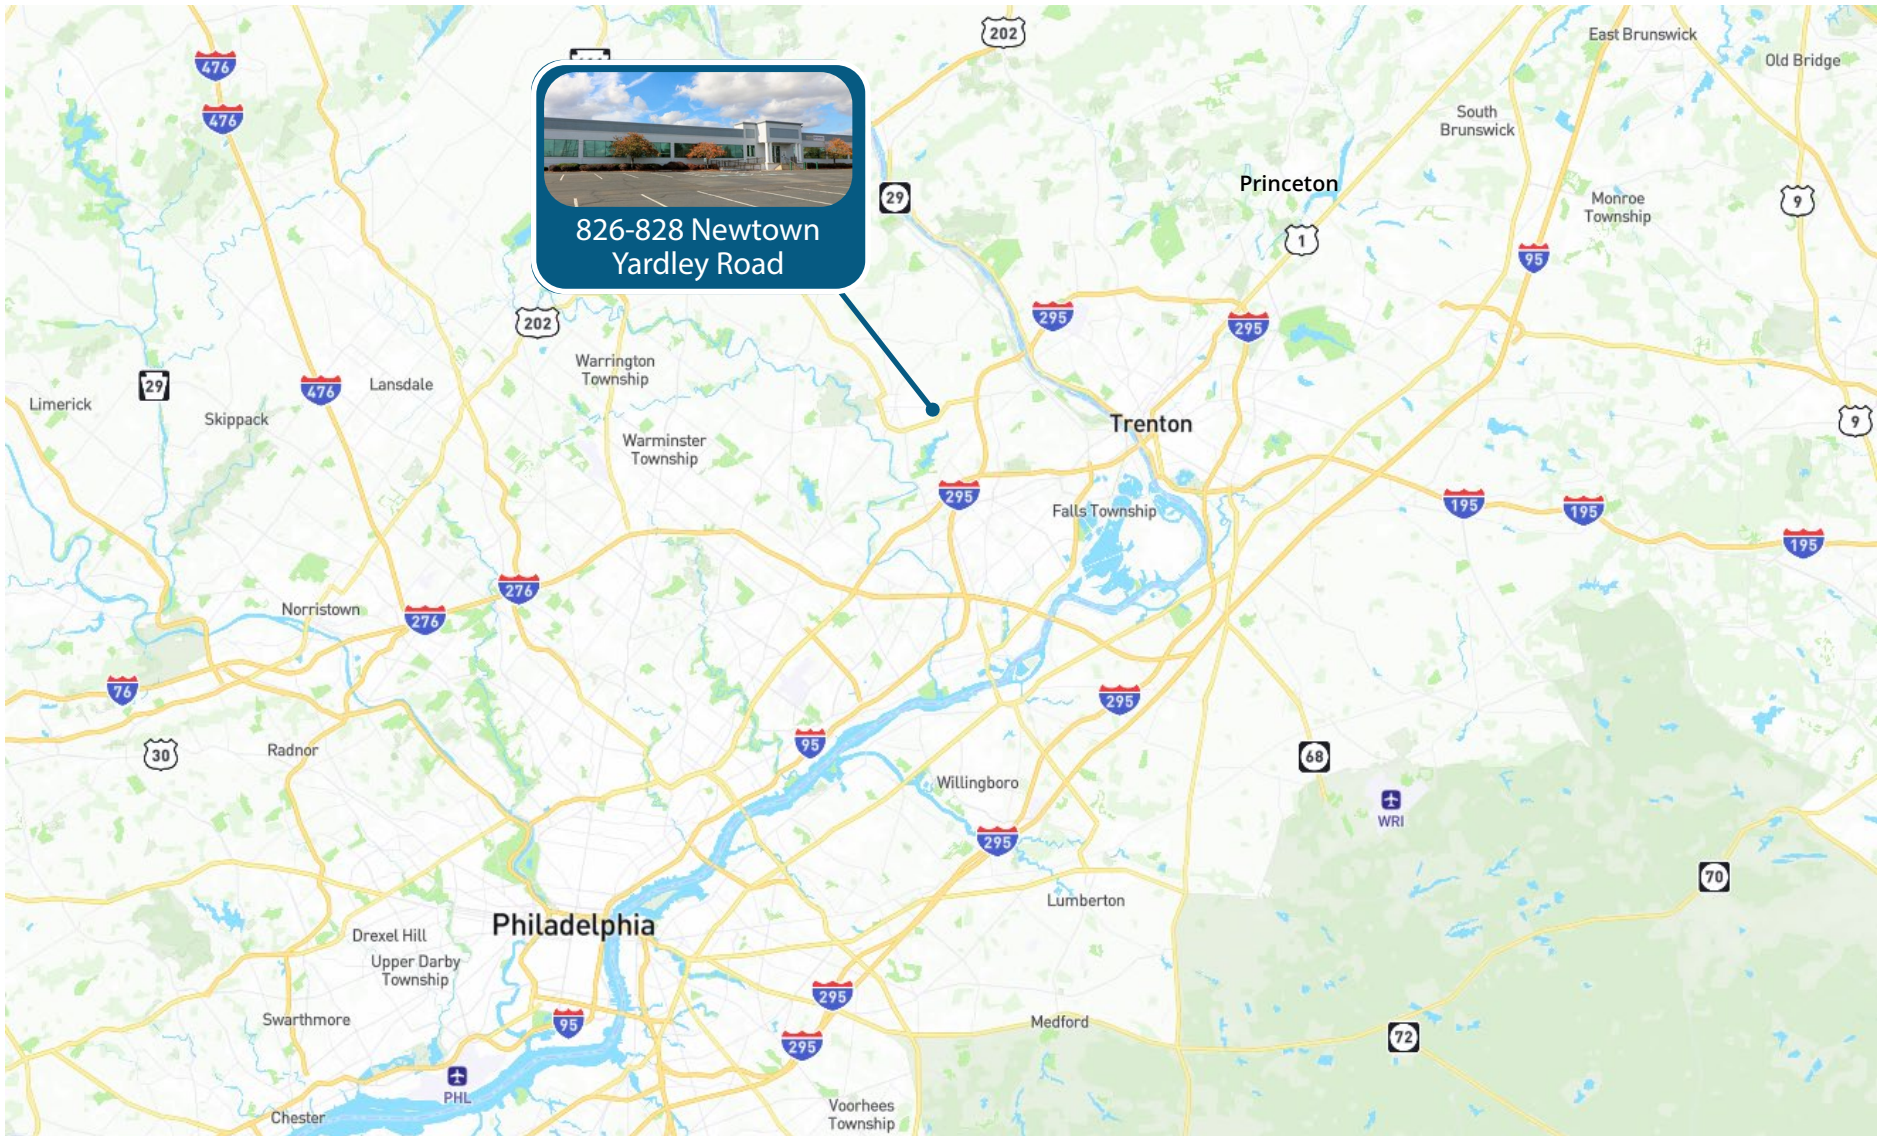 202
East Brunswick
Old Bridge
476
476
South
Brunswick
826-828 Newtown
Yardley Road
29
Princeton
Monroe
Township
9
1
95
295
295
202
Warrington
Township
29
476
Lansdale
Limerick
Skippack
Trenton
9
Warminster
Township
295
Falls Township
195
195
195
276
Norristown
276
76
295
30
Radnor
95
68
Willingboro
WRI
295
70
Lumberton
Philadelphia
Drexel Hill
Upper Darby
Township
295
Swarthmore
95
Medford
72
295
PHL
Chester
Voorhees
Township